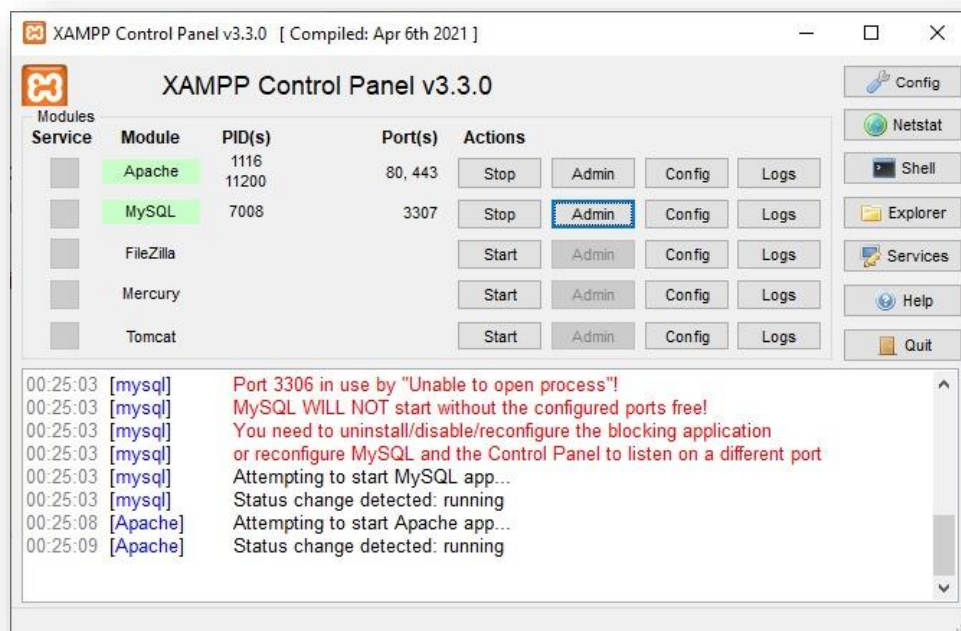 XAMPP Control Panel v3.3.0 [ Compiled: Apr 6th 2021 ]
XAMPP Control Panel v3.3.0
Config
Modules
Service Module PID(s) Port(s) Actions
Netstat
Apache 1116 11200 80, 443 Stop Admin Config Logs
Shell
MySQL 7008 3307 Stop Admin Config Logs
Explorer
FileZilla Start Admin Config Logs
Services
Mercury Start Admin Config Logs
Help
Tomcat Start Admin Config Logs
Quit
00:25:03 [mysql] Port 3306 in use by "Unable to open process"!
00:25:03 [mysql] MySQL WILL NOT start without the configured ports free!
00:25:03 [mysql] You need to uninstall/disable/reconfigure the blocking application
00:25:03 [mysql] or reconfigure MySQL and the Control Panel to listen on a different port
00:25:03 [mysql] Attempting to start MySQL app...
00:25:03 [mysql] Status change detected: running
00:25:08 [Apache] Attempting to start Apache app...
00:25:09 [Apache] Status change detected: running